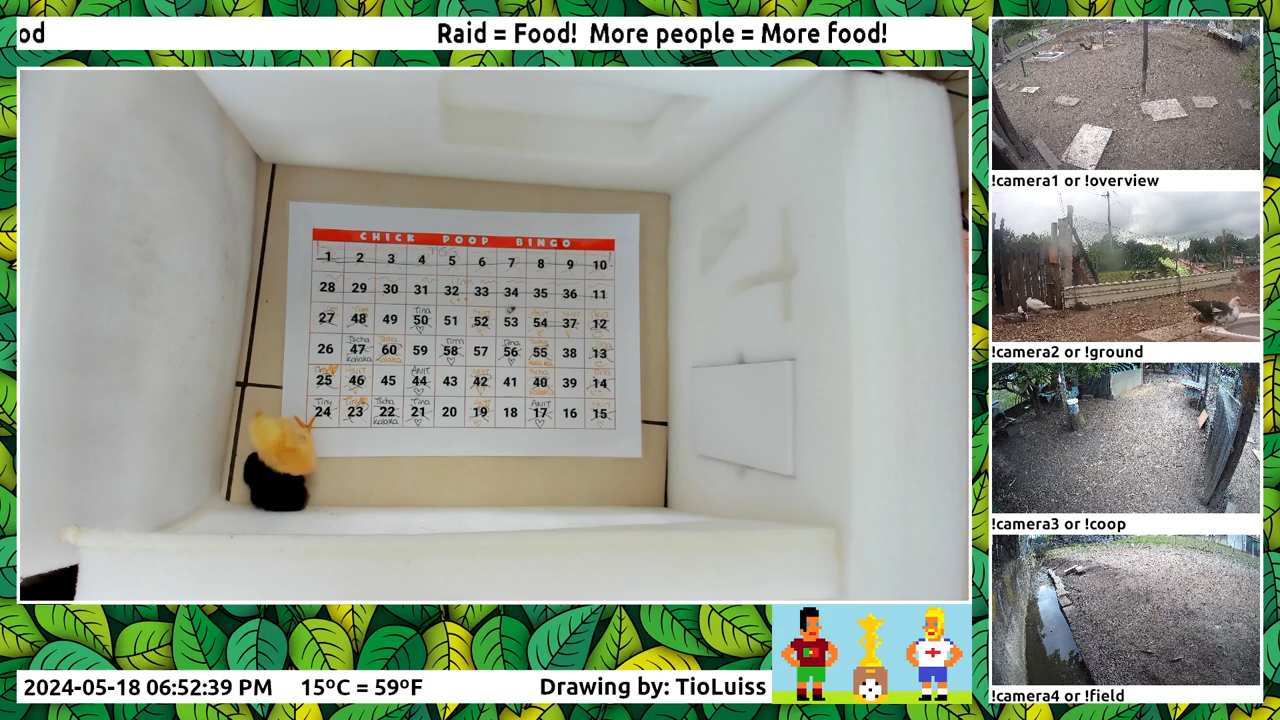 od Raid = Food! More people = More food!
CHICK POOP BINGO
1 2 3 4 5 6 7 8 9 10
28 29 30 31 32 33 34 35 36 11
27 48 49 50 51 52 53 54 37 12
Tina
26 47 60 59 58 57 56 55 38 13
25 46 45 44 43 42 41 40 39 14
ANIT
24 23 22 21 20 19 18 17 16 15
Tina
ANIT
!camera1 or !overview
!camera2 or !ground
!camera3 or !coop
!camera4 or !field
2024-05-18 06:52:39 PM 15ºC = 59ºF Drawing by: TioLuiss